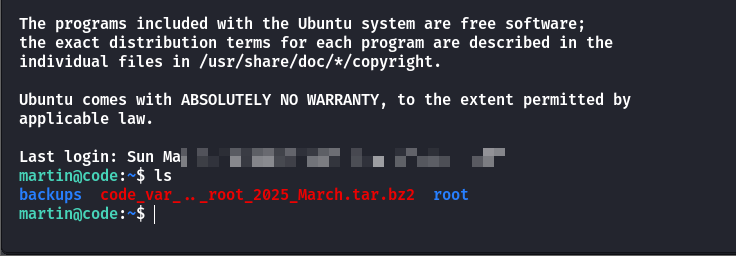 The programs included with the Ubuntu system are free software;
the exact distribution terms for each program are described in the
individual files in /usr/share/doc/*/copyright.
Ubuntu comes with ABSOLUTELY NO WARRANTY, to the extent permitted by
applicable law.
Last login: Sun Ma
martin@code:~$ ls
backups  code_var_.._root_2025_March.tar.bz2  root
martin@code:~$